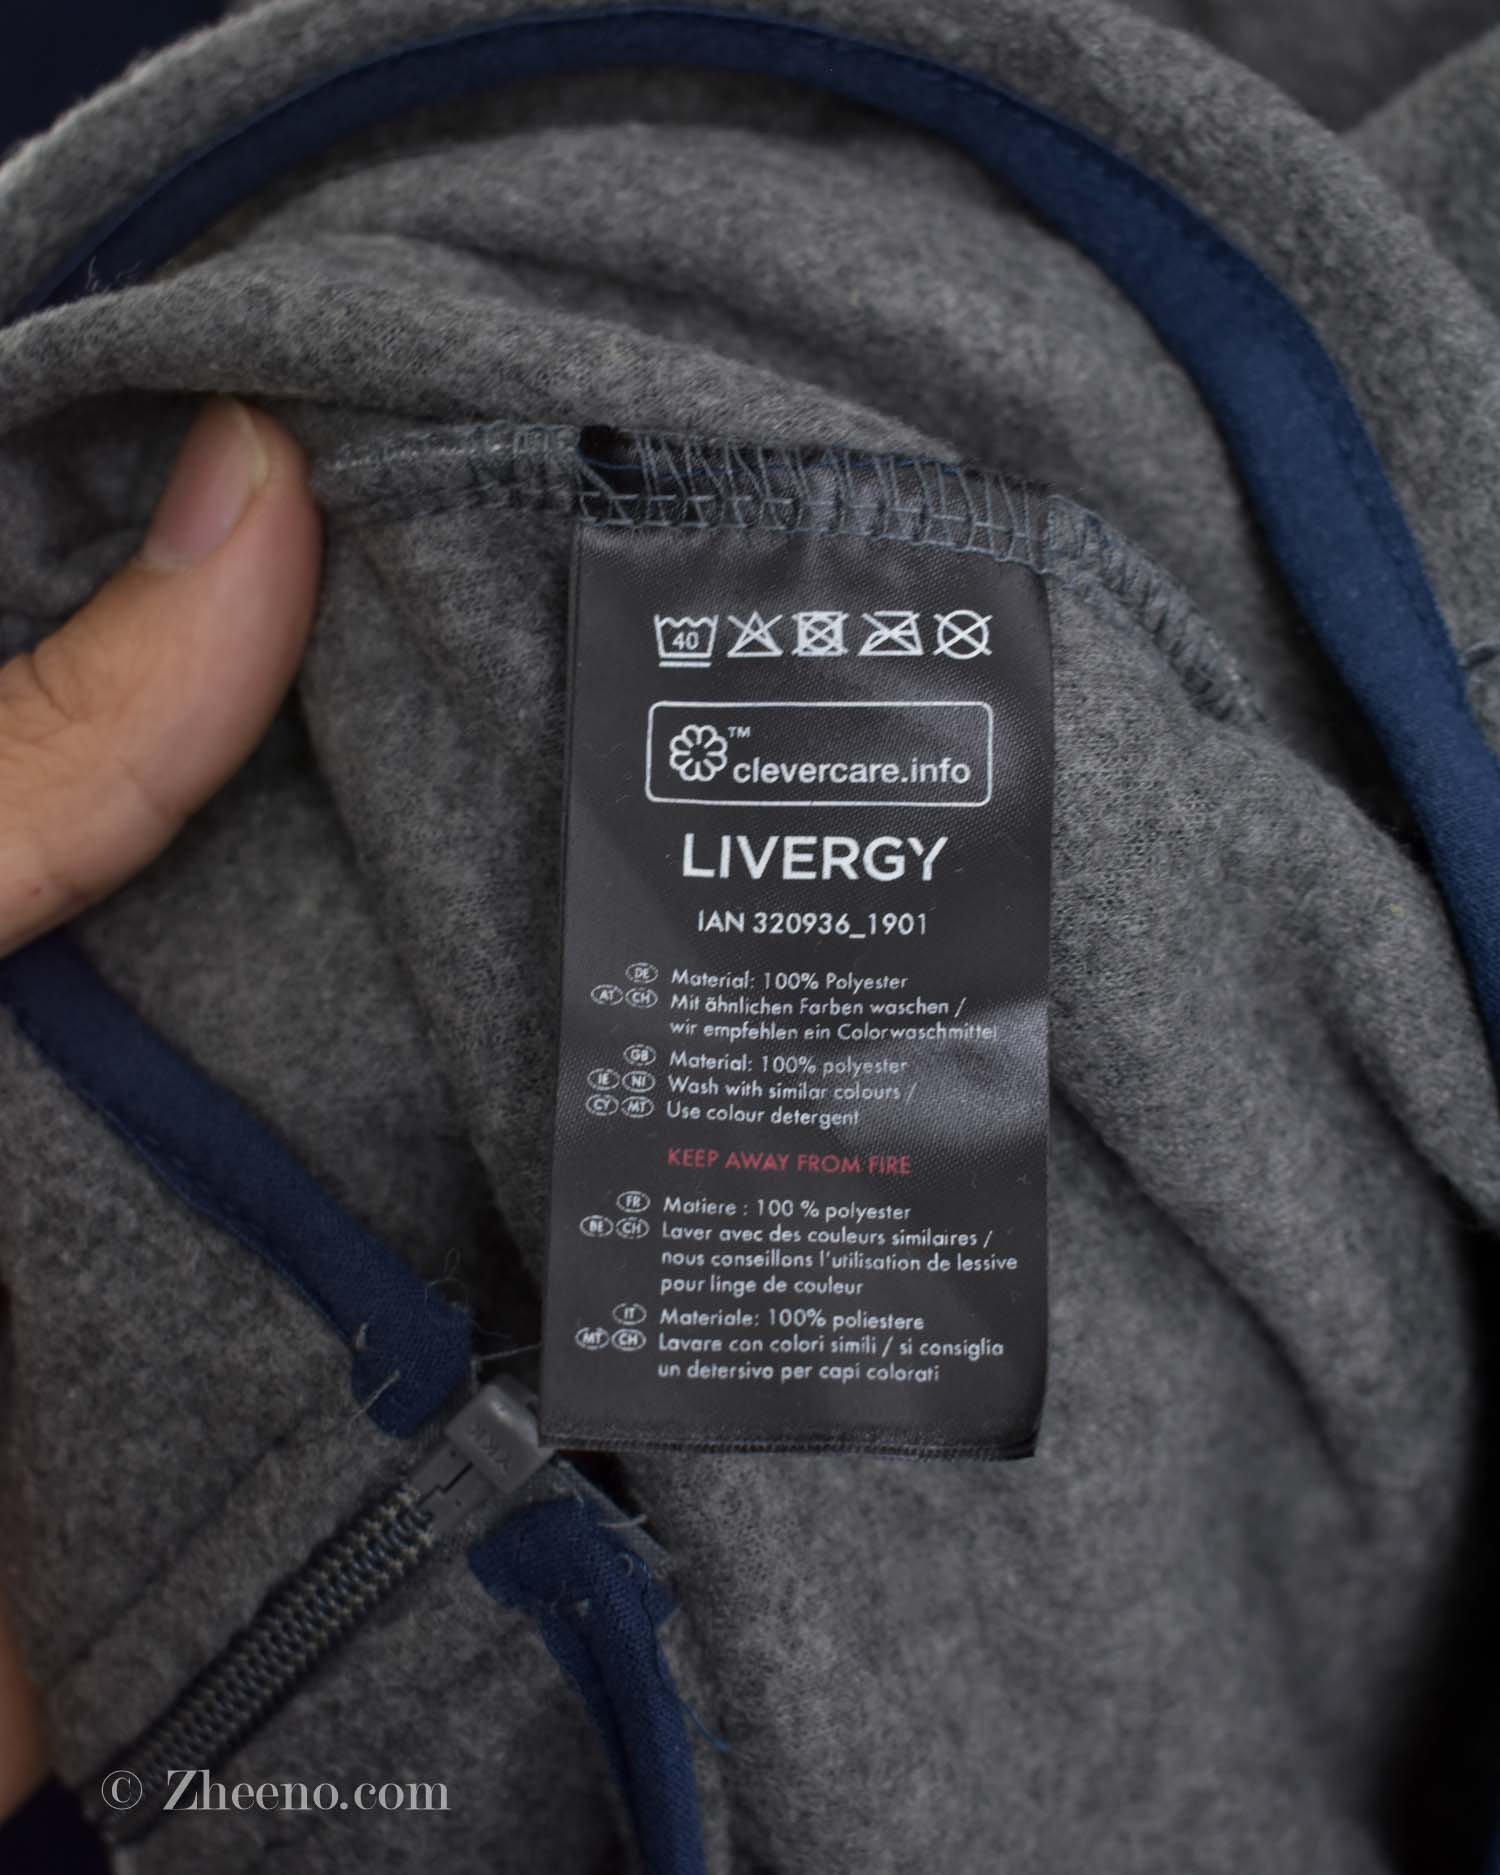 40
TM
clevercare.info
LIVERGY
IAN 320936_1901
DE Material: 100% Polyester
AT CH Mit ähnlichen Farben waschen /
wir empfehlen ein Colorwaschmittel
GB Material: 100% polyester
IE NI Wash with similar colours /
CY MT Use colour detergent
KEEP AWAY FROM FIRE
FR Matiere : 100 % polyester
BE CH Laver avec des couleurs similaires /
nous conseillons l'utilisation de lessive
pour linge de couleur
IT Materiale: 100% poliestere
MT CH Lavare con colori simili / si consiglia
un detersivo per capi colorati
© Zheeno.com